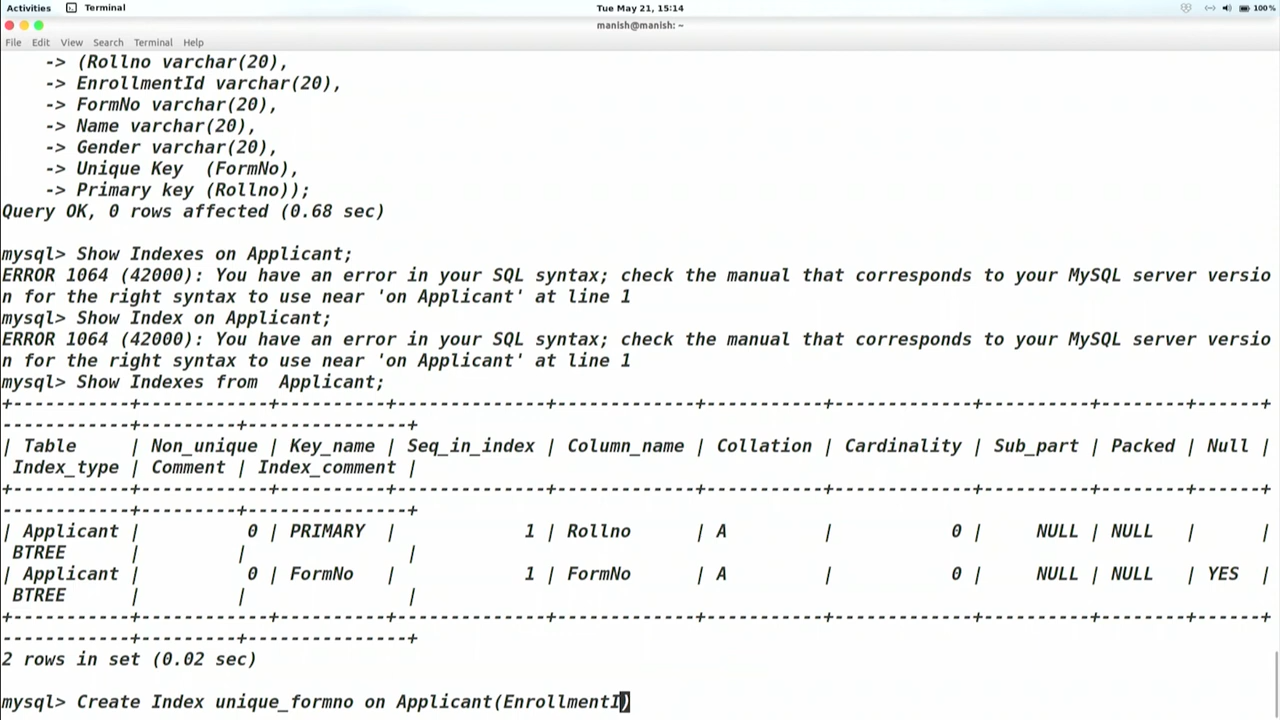 Activities Terminal Tue May 21, 15:14 100%
manish@manish: ~
File Edit View Search Terminal Help
-> (Rollno varchar(20),
-> EnrollmentId varchar(20),
-> FormNo varchar(20),
-> Name varchar(20),
-> Gender varchar(20),
-> Unique Key  (FormNo),
-> Primary key (Rollno));
Query OK, 0 rows affected (0.68 sec)
mysql> Show Indexes on Applicant;
ERROR 1064 (42000): You have an error in your SQL syntax; check the manual that corresponds to your MySQL server versio
n for the right syntax to use near 'on Applicant' at line 1
mysql> Show Index on Applicant;
ERROR 1064 (42000): You have an error in your SQL syntax; check the manual that corresponds to your MySQL server versio
n for the right syntax to use near 'on Applicant' at line 1
mysql> Show Indexes from  Applicant;
+-----------+------------+----------+--------------+-------------+-----------+-------------+----------+--------+------+
------------+---------+---------------+
| Table     | Non_unique | Key_name | Seq_in_index | Column_name | Collation | Cardinality | Sub_part | Packed | Null |
 Index_type | Comment | Index_comment |
+-----------+------------+----------+--------------+-------------+-----------+-------------+----------+--------+------+
------------+---------+---------------+
| Applicant |          0 | PRIMARY  |            1 | Rollno      | A         |           0 |     NULL | NULL   |      |
 BTREE      |         |               |
| Applicant |          0 | FormNo   |            1 | FormNo      | A         |           0 |     NULL | NULL   | YES  |
 BTREE      |         |               |
+-----------+------------+----------+--------------+-------------+-----------+-------------+----------+--------+------+
------------+---------+---------------+
2 rows in set (0.02 sec)
mysql> Create Index unique_formno on Applicant(EnrollmentI)